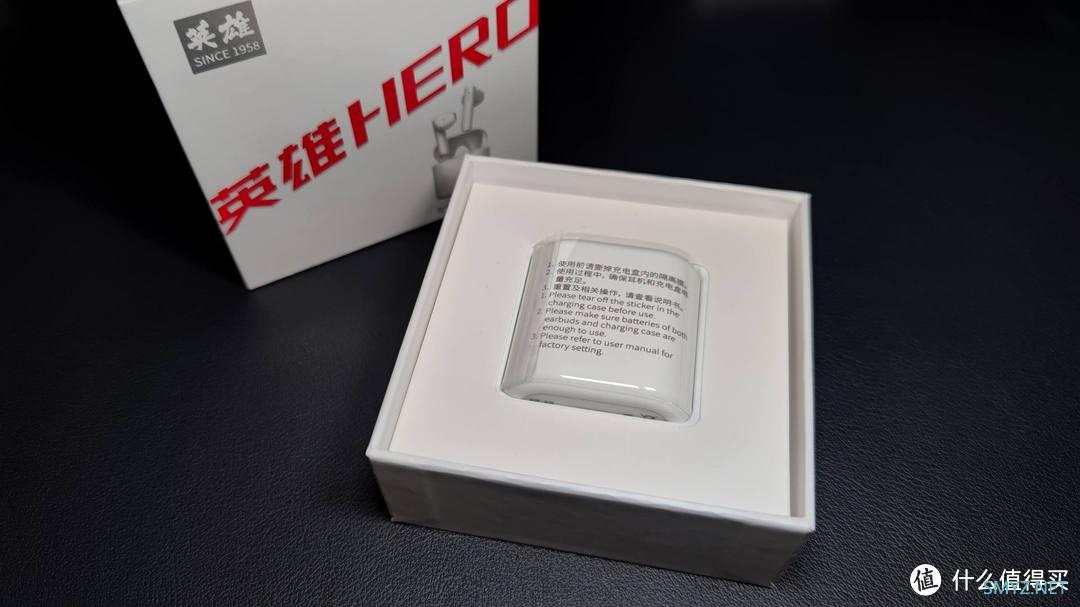 英雄
SINCE 1958
英雄HERO
1. 使用前请撕掉充电盒内的隔离膜。
2. 使用过程中,确保耳机和充电盒电
量充足。
3. 重置及相关操作,请查看说明书。
1. Please tear off the sticker in the
charging case before use.
2. Please make sure batteries of both
earbuds and charging case are
enough to use.
3. Please refer to user manual for
factory setting.
值 什么值得买
SMYZ.NET